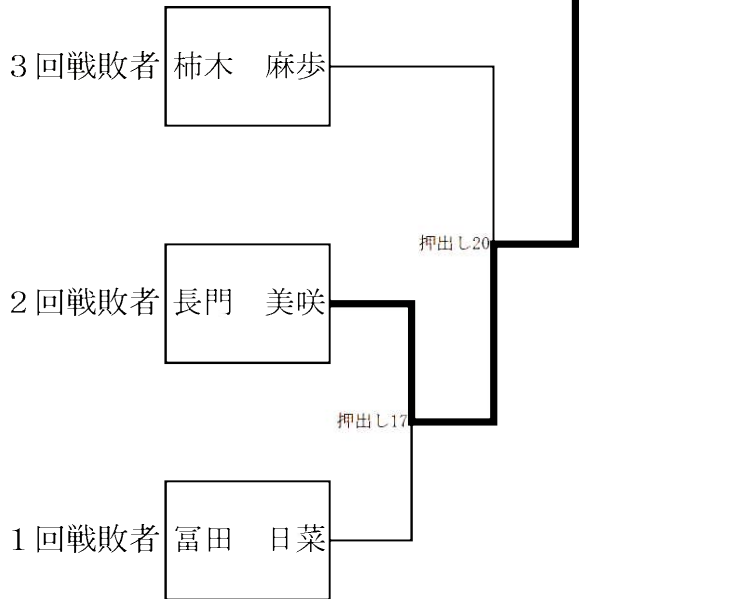 ３回戦敗者 柿木　麻歩
押出し20
２回戦敗者 長門　美咲
押出し17
１回戦敗者 冨田　日菜